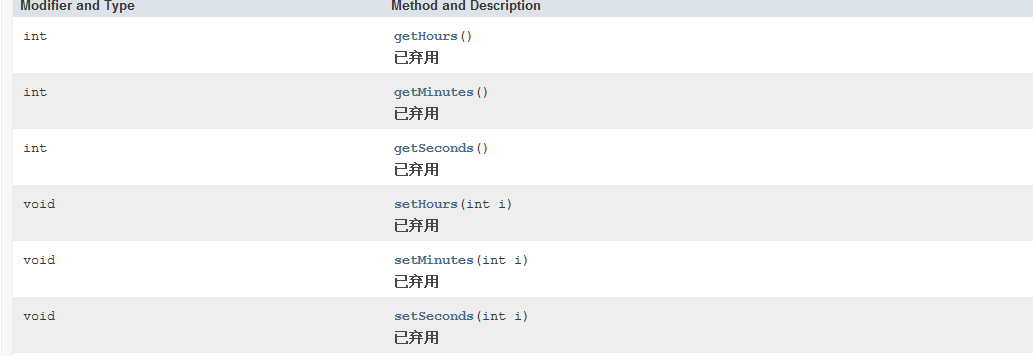 Modifier and Type Method and Description
int getHours()
已弃用
int getMinutes()
已弃用
int getSeconds()
已弃用
void setHours(int i)
已弃用
void setMinutes(int i)
已弃用
void setSeconds(int i)
已弃用